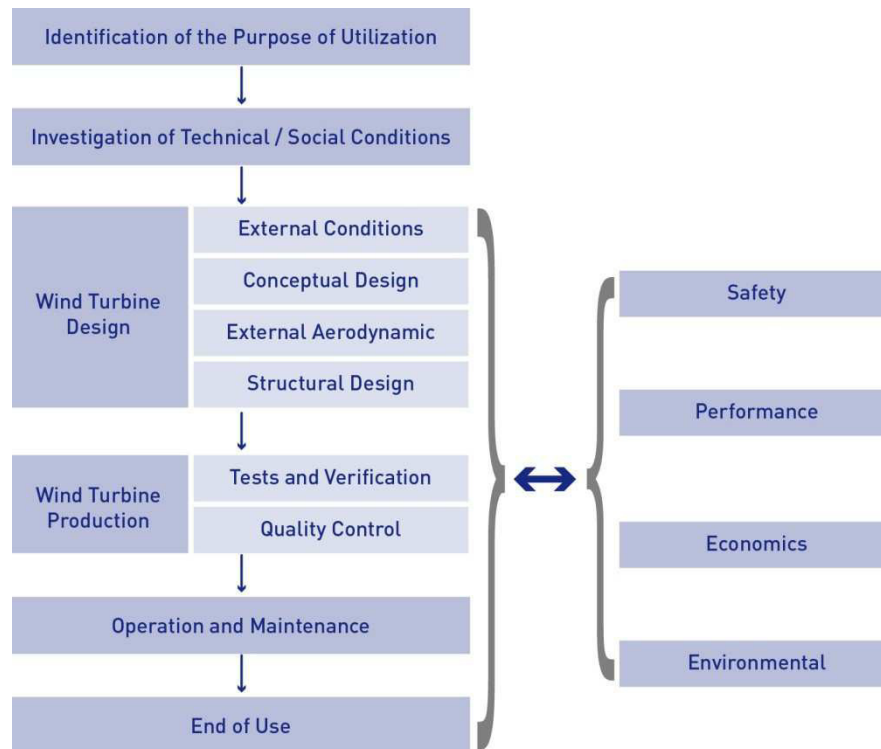 Identification of the Purpose of Utilization
Investigation of Technical / Social Conditions
Wind Turbine
Design
External Conditions
Conceptual Design
External Aerodynamic
Structural Design
Wind Turbine
Production
Tests and Verification
Quality Control
Operation and Maintenance
End of Use
Safety
Performance
Economics
Environmental